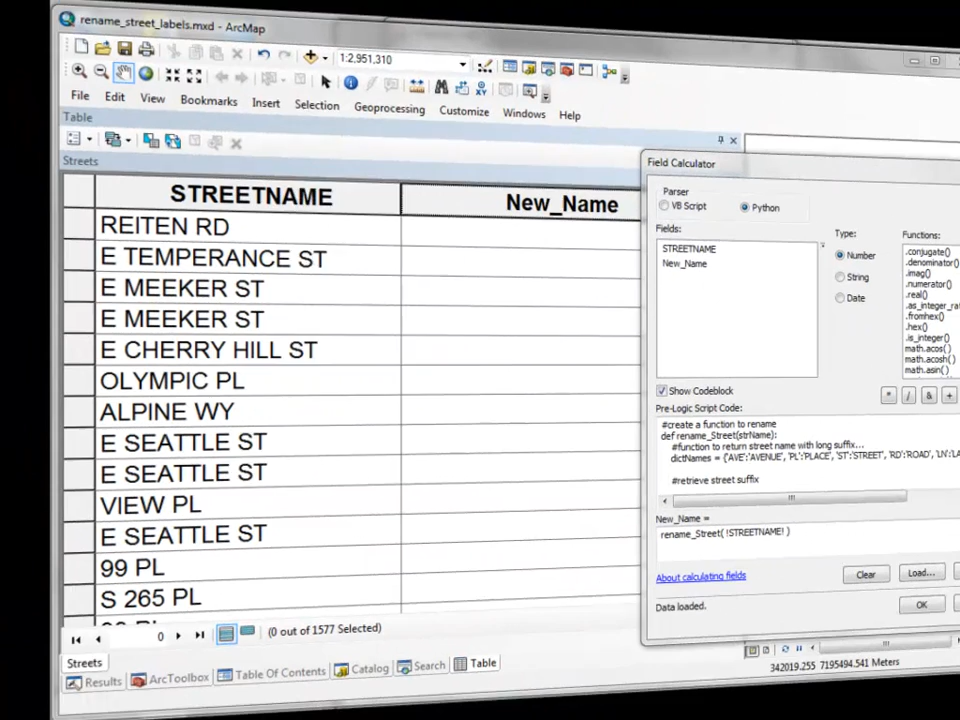 rename_street_labels.mxd - ArcMap
1:2,951,310
File Edit View Bookmarks Insert Selection Geoprocessing Customize Windows Help
Table
Streets
STREETNAME New_Name
REITEN RD
E TEMPERANCE ST
E MEEKER ST
E MEEKER ST
E CHERRY HILL ST
OLYMPIC PL
ALPINE WY
E SEATTLE ST
E SEATTLE ST
VIEW PL
E SEATTLE ST
99 PL
S 265 PL
0 (0 out of 1577 Selected)
Streets
Results ArcToolbox Table Of Contents Catalog Search Table
Field Calculator
Parser
VB Script Python
Fields: Type: Functions:
STREETNAME
New_Name
Number
String
Date
.conjugate()
.denominator()
.imag()
.numerator()
.real()
.as_integer_ra
.fromhex()
.hex()
.is_integer()
math.acos( )
math.acosh( )
math.asin( )
Show Codeblock
* / & +
Pre-Logic Script Code:
#create a function to rename
def rename_Street(strName):
#function to return street name with long suffix...
dictNames = {'AVE':'AVENUE', 'PL':'PLACE', 'ST':'STREET', 'RD':'ROAD', 'LN':'LA
#retrieve street suffix
New_Name =
rename_Street( !STREETNAME! )
About calculating fields
Clear Load...
Data loaded.
OK
342019.255 7195494.541 Meters